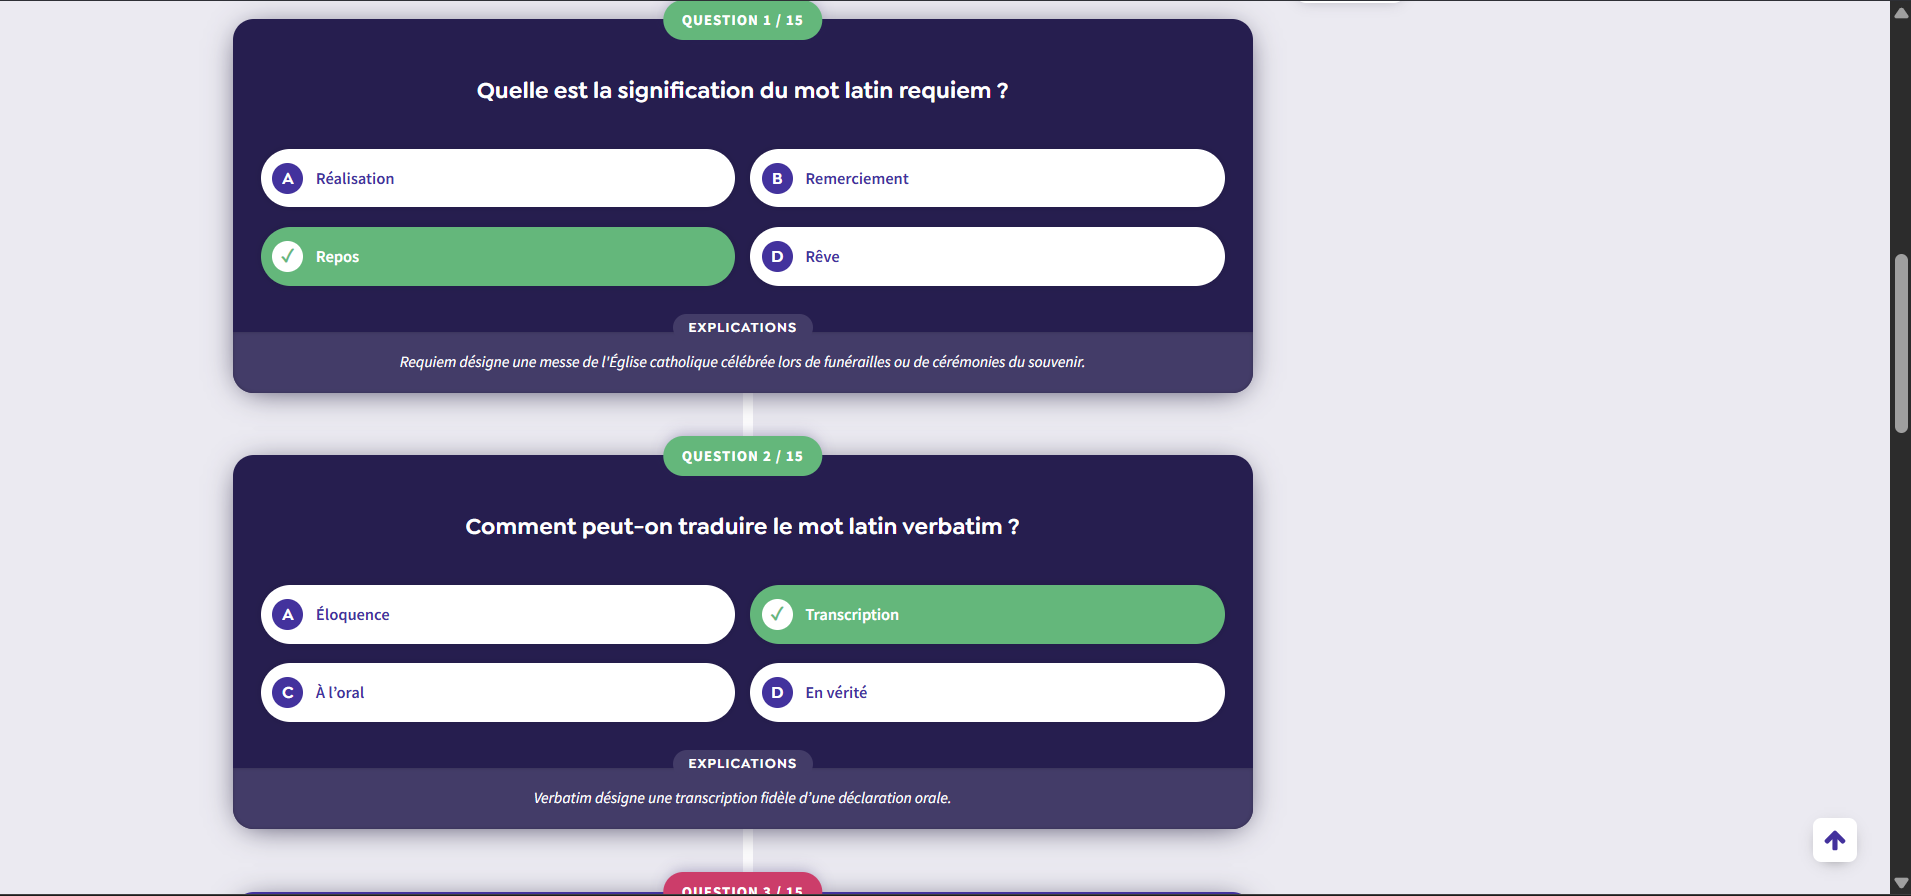 QUESTION 1 / 15
Quelle est la signification du mot latin requiem ?
A Réalisation
B Remerciement
✓ Repos
D Rêve
EXPLICATIONS
Requiem désigne une messe de l'Église catholique célébrée lors de funérailles ou de cérémonies du souvenir.
QUESTION 2 / 15
Comment peut-on traduire le mot latin verbatim ?
A Éloquence
✓ Transcription
C À l’oral
D En vérité
EXPLICATIONS
Verbatim désigne une transcription fidèle d’une déclaration orale.
QUESTION 3 / 15